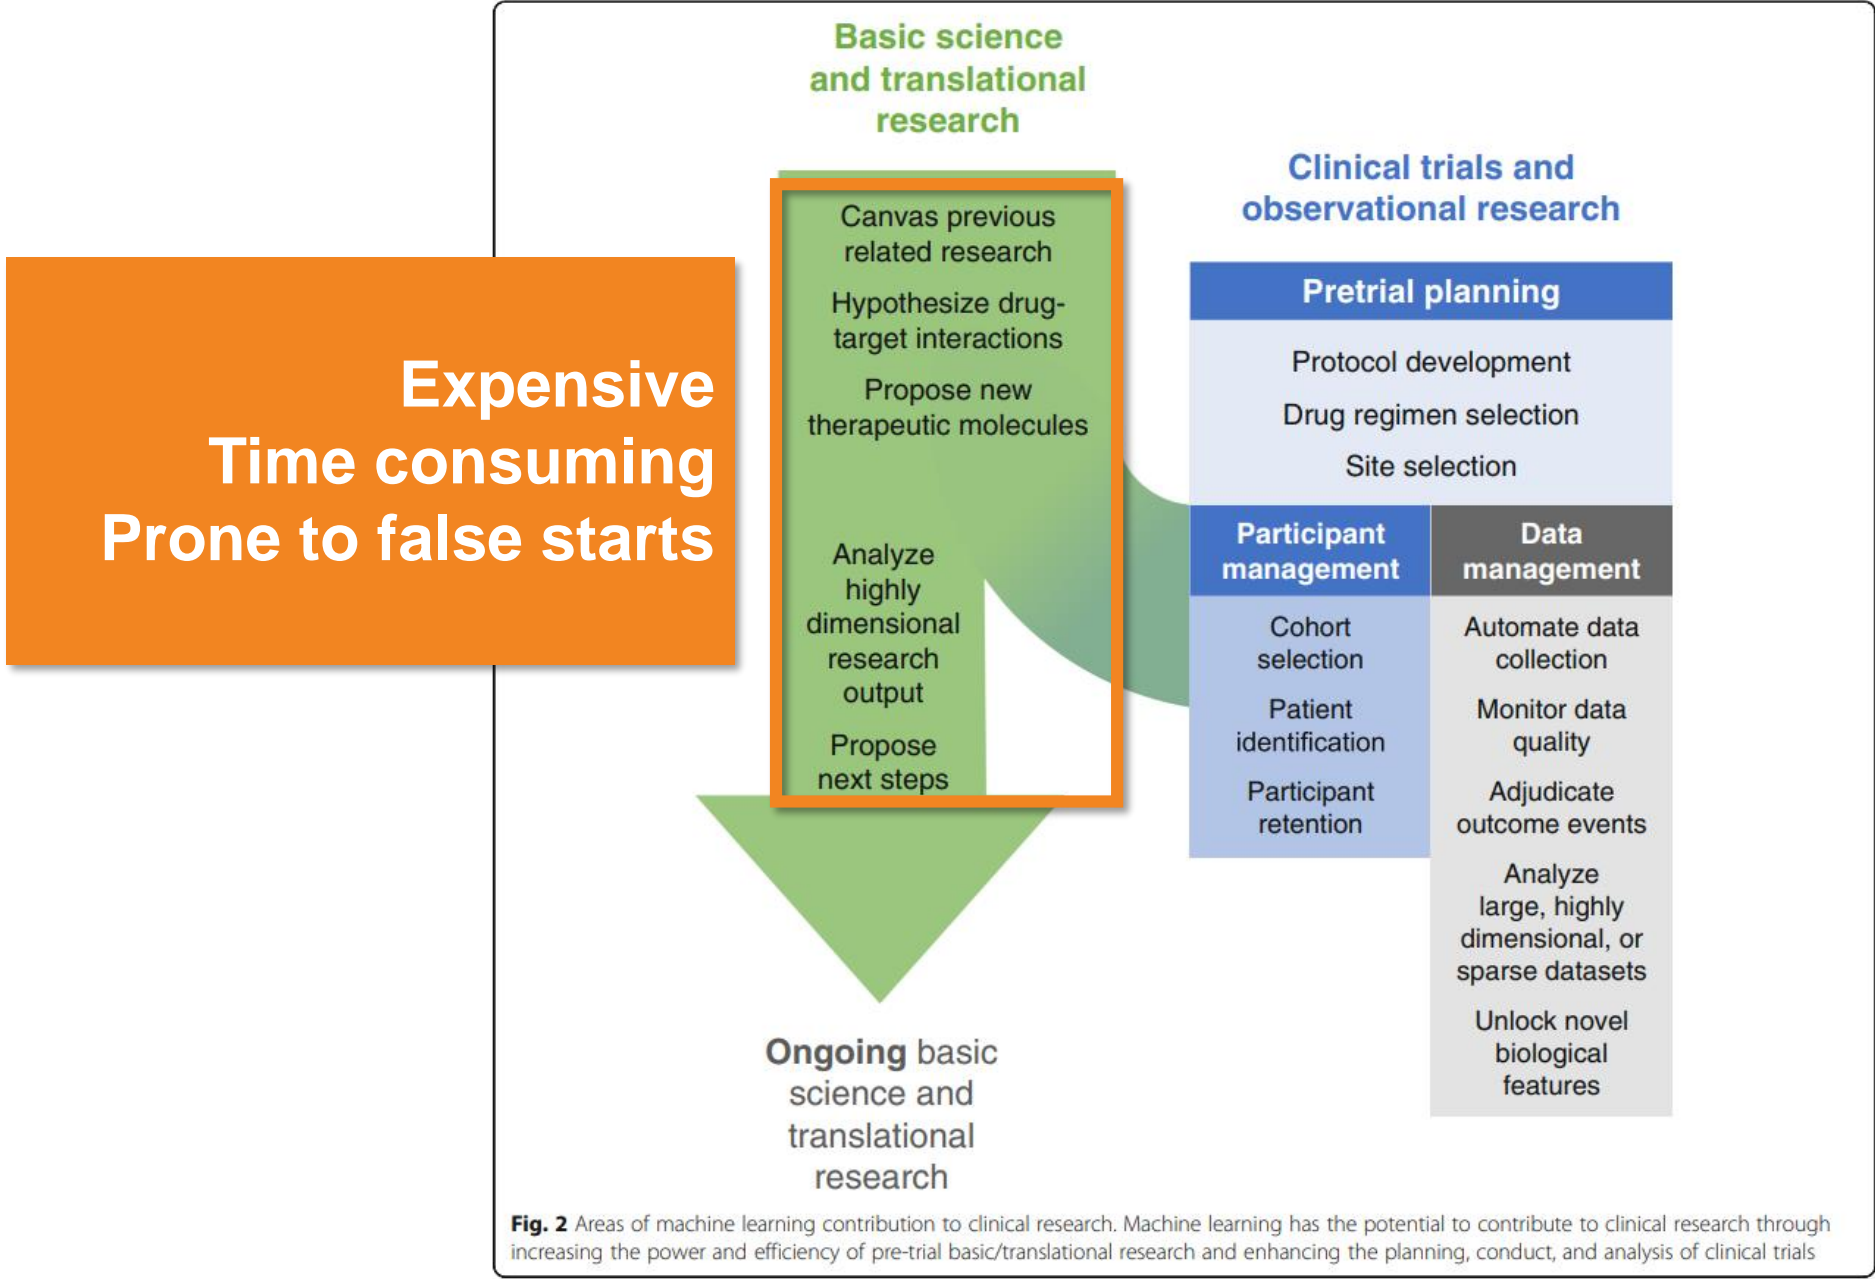 Basic science
and translational
research
Clinical trials and
observational research
Expensive
Time consuming
Prone to false starts
Canvas previous
related research
Hypothesize drug-
target interactions
Propose new
therapeutic molecules
Analyze
highly
dimensional
research
output
Propose
next steps
Ongoing basic
science and
translational
research
Pretrial planning
Protocol development
Drug regimen selection
Site selection
Participant
management
Cohort
selection
Patient
identification
Participant
retention
Data
management
Automate data
collection
Monitor data
quality
Adjudicate
outcome events
Analyze
large, highly
dimensional, or
sparse datasets
Unlock novel
biological
features
Fig. 2 Areas of machine learning contribution to clinical research. Machine learning has the potential to contribute to clinical research through
increasing the power and efficiency of pre-trial basic/translational research and enhancing the planning, conduct, and analysis of clinical trials